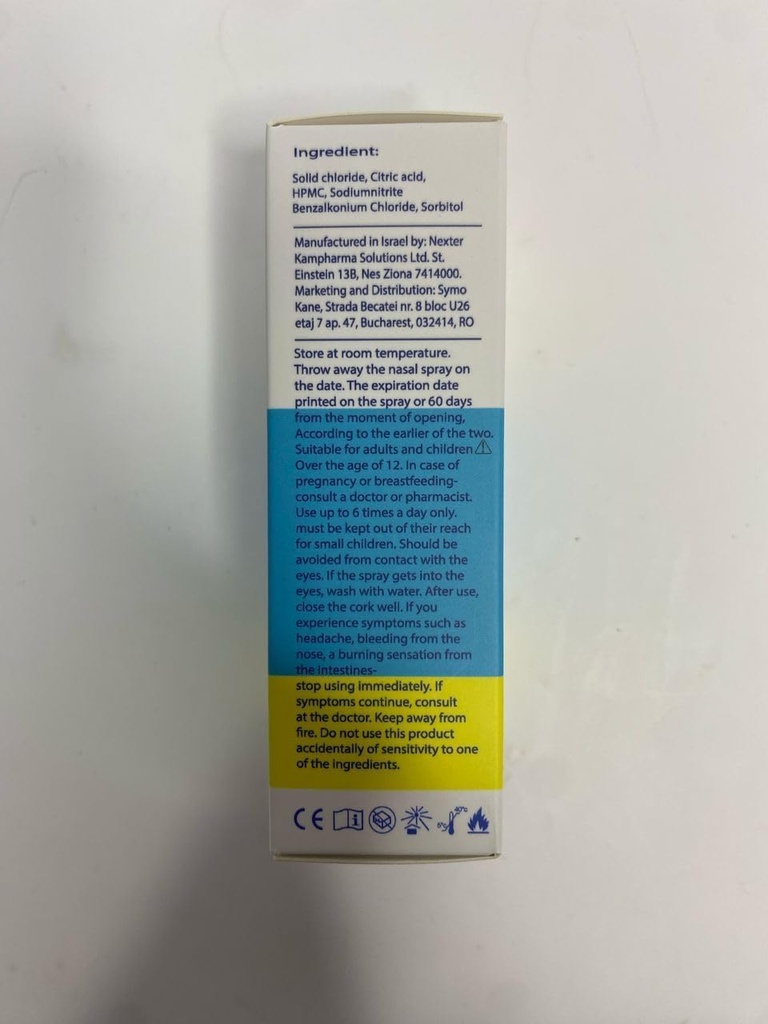 Ingredient:
Solid chloride, Citric acid,
HPMC, Sodiumnitrite
Benzalkonium Chloride, Sorbitol
Manufactured in Israel by: Nexter
Kampharma Solutions Ltd. St.
Einstein 13B, Nes Ziona 7414000.
Marketing and Distribution: Symo
Kane, Strada Becatei nr. 8 bloc U26
etaj 7 ap. 47, Bucharest, 032414, RO
Store at room temperature.
Throw away the nasal spray on
the date. The expiration date
printed on the spray or 60 days
from the moment of opening,
According to the earlier of the two.
Suitable for adults and children
Over the age of 12. In case of
pregnancy or breastfeeding-
consult a doctor or pharmacist.
Use up to 6 times a day only.
must be kept out of their reach
for small children. Should be
avoided from contact with the
eyes. If the spray gets into the
eyes, wash with water. After use,
close the cork well. If you
experience symptoms such as
headache, bleeding from the
nose, a burning sensation from
the intestines-
stop using immediately. If
symptoms continue, consult
at the doctor. Keep away from
fire. Do not use this product
accidentally of sensitivity to one
of the ingredients.
CE i 5°C 40°C